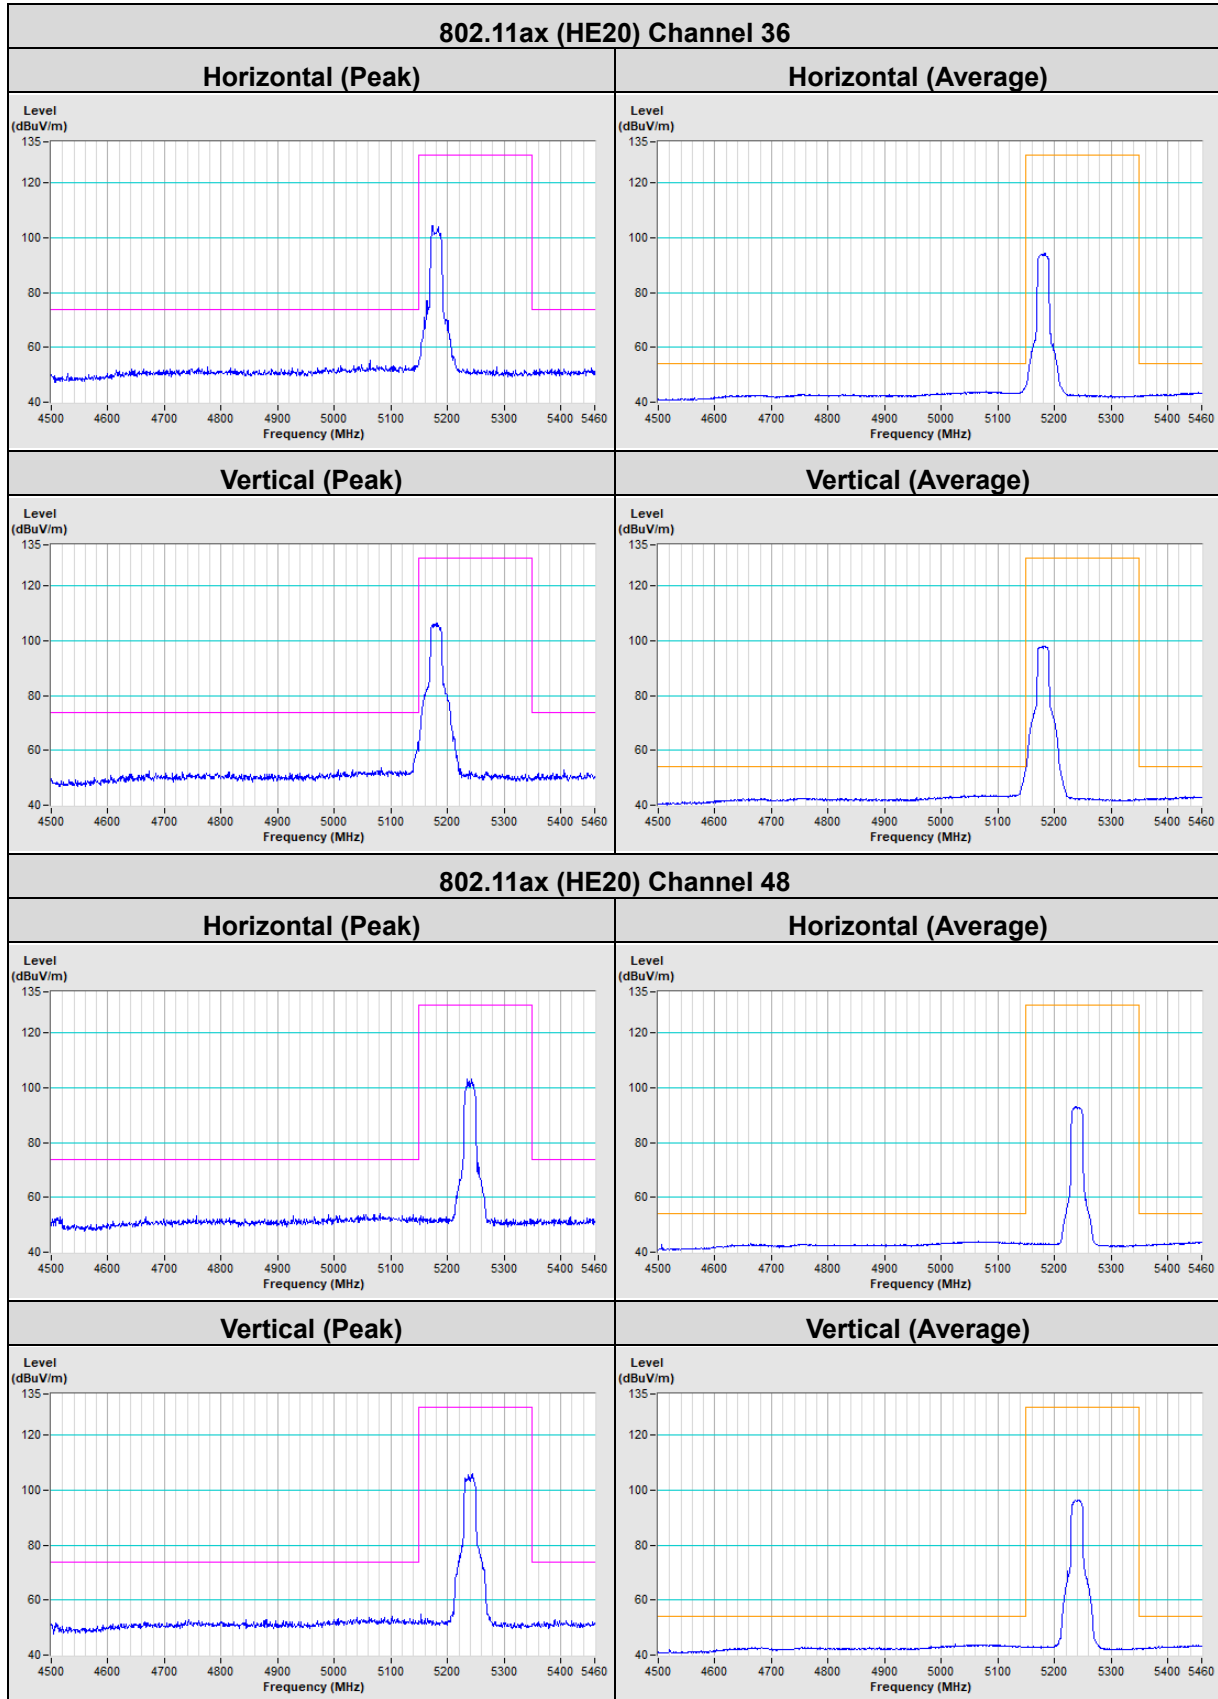 802.11ax (HE20) Channel 36
Horizontal (Peak) Horizontal (Average)
Level
(dBuV/m)
135
120
100
80
60
40
4500 4600 4700 4800 4900 5000 5100 5200 5300 5400 5460
Frequency (MHz)
Level
(dBuV/m)
135
120
100
80
60
40
4500 4600 4700 4800 4900 5000 5100 5200 5300 5400 5460
Frequency (MHz)
Vertical (Peak) Vertical (Average)
Level
(dBuV/m)
135
120
100
80
60
40
4500 4600 4700 4800 4900 5000 5100 5200 5300 5400 5460
Frequency (MHz)
Level
(dBuV/m)
135
120
100
80
60
40
4500 4600 4700 4800 4900 5000 5100 5200 5300 5400 5460
Frequency (MHz)
802.11ax (HE20) Channel 48
Horizontal (Peak) Horizontal (Average)
Level
(dBuV/m)
135
120
100
80
60
40
4500 4600 4700 4800 4900 5000 5100 5200 5300 5400 5460
Frequency (MHz)
Level
(dBuV/m)
135
120
100
80
60
40
4500 4600 4700 4800 4900 5000 5100 5200 5300 5400 5460
Frequency (MHz)
Vertical (Peak) Vertical (Average)
Level
(dBuV/m)
135
120
100
80
60
40
4500 4600 4700 4800 4900 5000 5100 5200 5300 5400 5460
Frequency (MHz)
Level
(dBuV/m)
135
120
100
80
60
40
4500 4600 4700 4800 4900 5000 5100 5200 5300 5400 5460
Frequency (MHz)